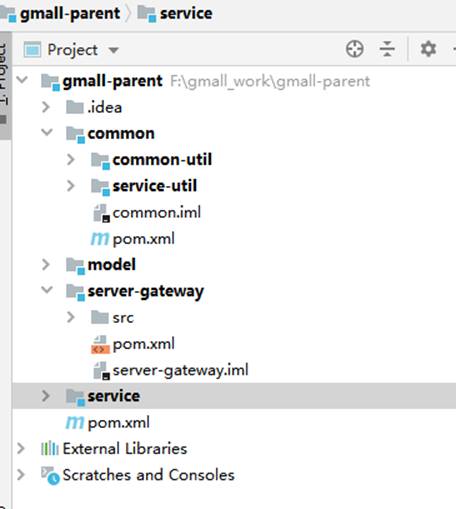 gmall-parent service
1: Project
Project
gmall-parent F:\gmall_work\gmall-parent
.idea
common
common-util
service-util
common.iml
pom.xml
model
server-gateway
src
pom.xml
server-gateway.iml
service
pom.xml
External Libraries
Scratches and Consoles